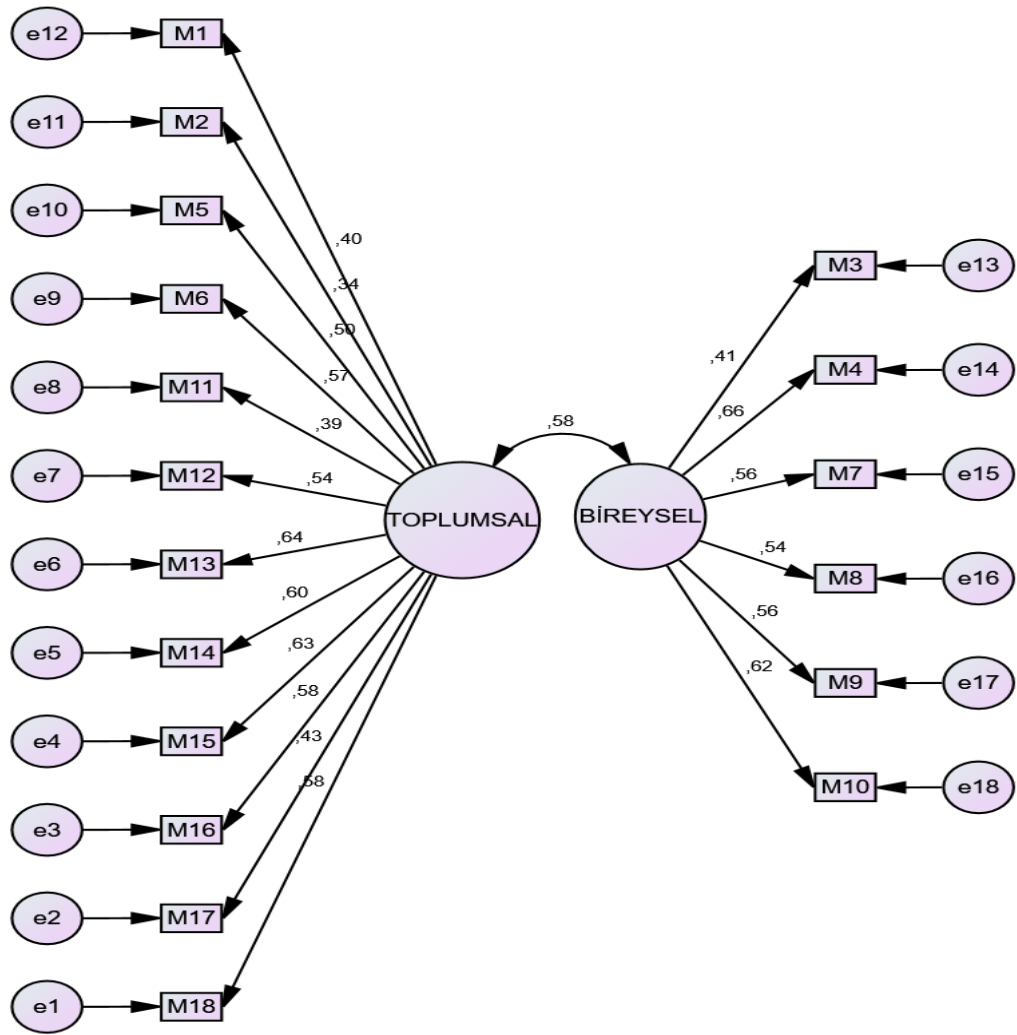 e12
M1
e11
M2
e10
M5
e9
M6
e8
M11
e7
M12
e6
M13
e5
M14
e4
M15
e3
M16
e2
M17
e1
M18
,40
,34
,50
,57
,39
,54
,64
,60
,63
,58
,43
,58
TOPLUMSAL
,58
BİREYSEL
,41
,66
,56
,54
,56
,62
M3
e13
M4
e14
M7
e15
M8
e16
M9
e17
M10
e18